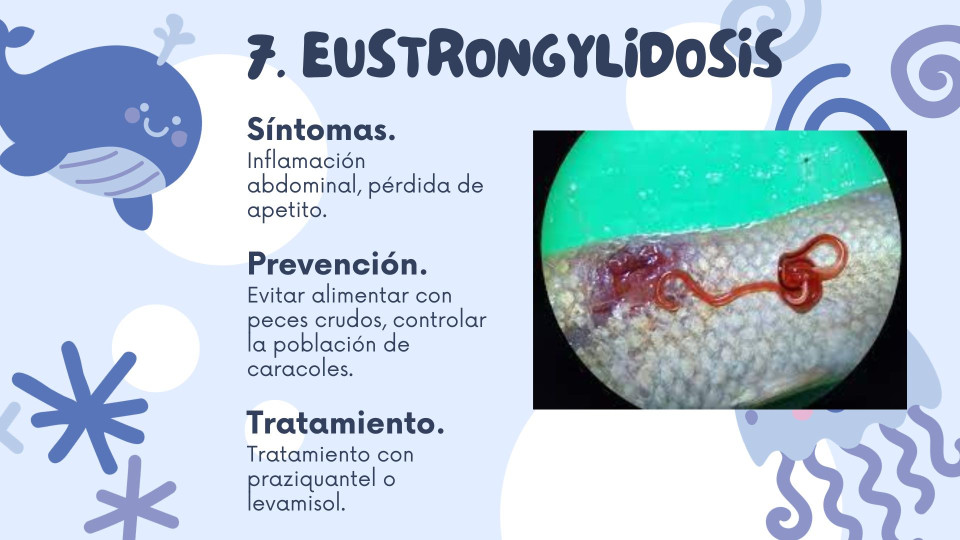 7. EUSTRONGYLIDOSIS
Síntomas.
Inflamación
abdominal, pérdida de
apetito.
Prevención.
Evitar alimentar con
peces crudos, controlar
la población de
caracoles.
Tratamiento.
Tratamiento con
praziquantel o
levamisol.